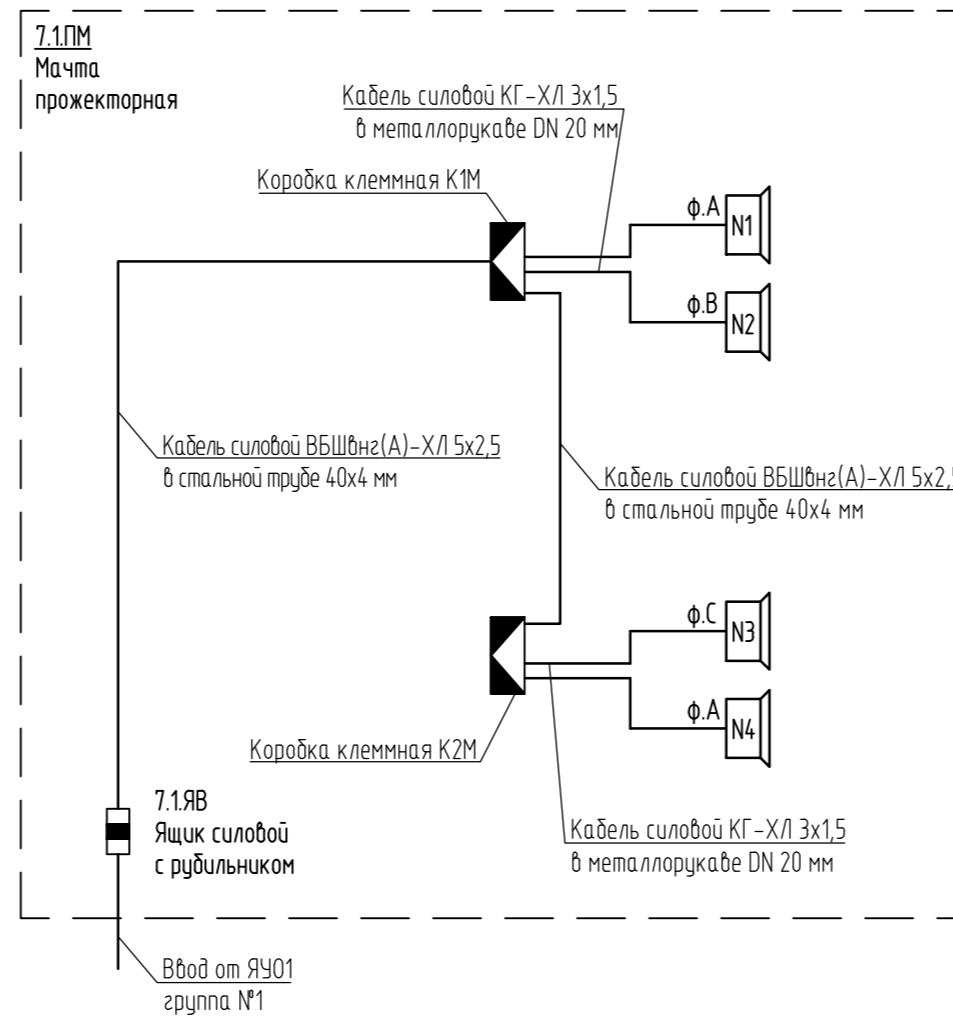 7.1.ПМ
Мачта
прожекторная
Кабель силовой КГ-ХЛ 3х1,5
в металлорукаве DN 20 мм
Коробка клеммная К1М
ф.А
N1
ф.В
N2
Кабель силовой ВБШвнг(А)-ХЛ 5х2,5
в стальной трубе 40х4 мм
Кабель силовой ВБШвнг(А)-ХЛ 5х2,5
в стальной трубе 40х4 мм
ф.С
N3
ф.А
N4
Коробка клеммная К2М
7.1.ЯВ
Ящик силовой
с рубильником
Кабель силовой КГ-ХЛ 3х1,5
в металлорукаве DN 20 мм
Ввод от ЯУО1
группа №1